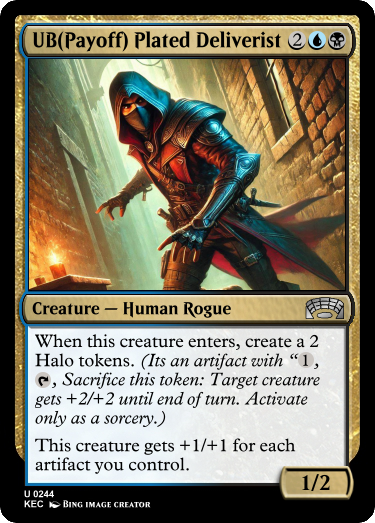 UB(Payoff) Plated Deliverist 2
Creature — Human Rogue
When this creature enters, create a 2
Halo tokens. (Its an artifact with “1,
, Sacrifice this token: Target creature
gets +2/+2 until end of turn. Activate
only as a sorcery.)
This creature gets +1/+1 for each
artifact you control.
1/2
U 0244
KEC BING IMAGE CREATOR